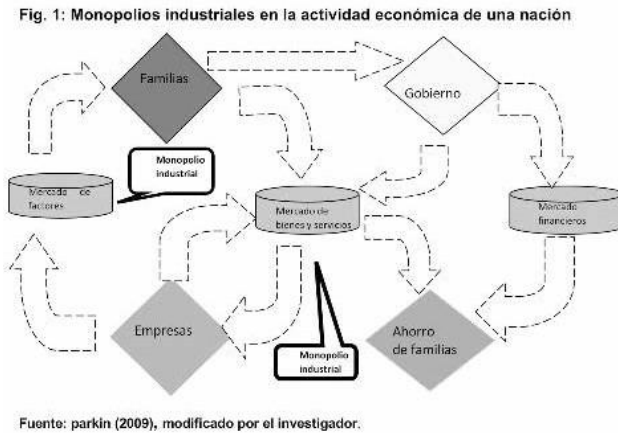 Fig. 1: Monopolios industriales en la actividad económica de una nación
Familias
Gobierno
Monopolio
industrial
Mercado de
factores
Mercado de
bienes y servicios
Mercado
financieros
Empresas
Ahorro
de familias
Monopolio
industrial
Fuente: parkin (2009), modificado por el investigador.